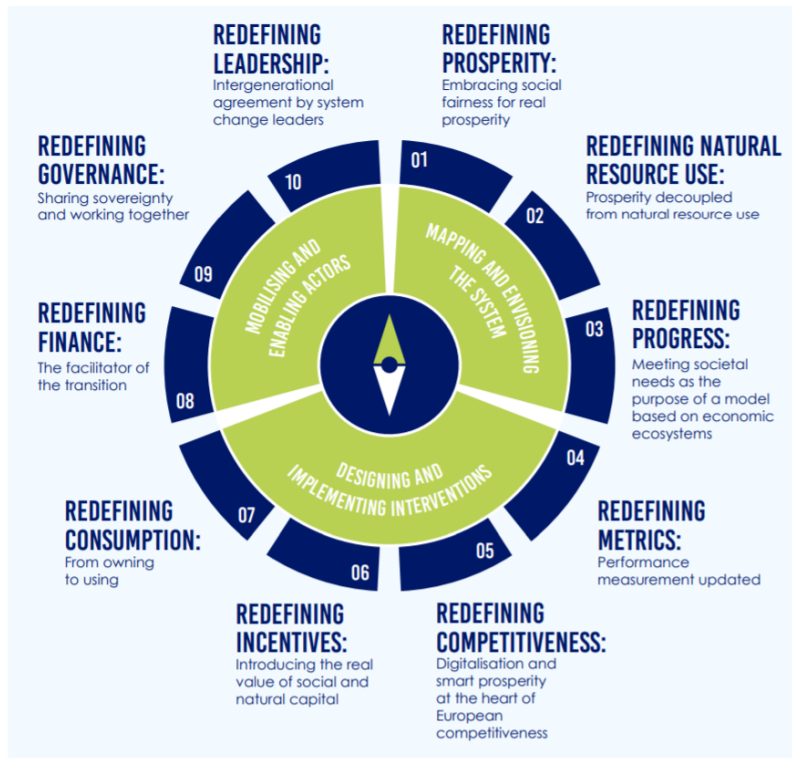 REDEFINING
PROSPERITY:
Embracing social
fairness for real
prosperity
01
REDEFINING NATURAL
RESOURCE USE:
Prosperity decoupled
from natural resource use
02
REDEFINING
PROGRESS:
Meeting societal
needs as the
purpose of a model
based on economic
ecosystems
03
REDEFINING
METRICS:
Performance
measurement updated
04
REDEFINING
COMPETITIVENESS:
Digitalisation and
smart prosperity
at the heart of
European
competitiveness
05
REDEFINING
INCENTIVES:
Introducing the real
value of social and
natural capital
06
REDEFINING
CONSUMPTION:
From owning
to using
07
REDEFINING
FINANCE:
The facilitator of
the transition
08
REDEFINING
GOVERNANCE:
Sharing sovereignty
and working together
09
REDEFINING
LEADERSHIP:
Intergenerational
agreement by system
change leaders
10
MAPPING AND ENVISIONING
THE SYSTEM
DESIGNING AND
IMPLEMENTING INTERVENTIONS
MOBILISING AND
ENABLING ACTORS